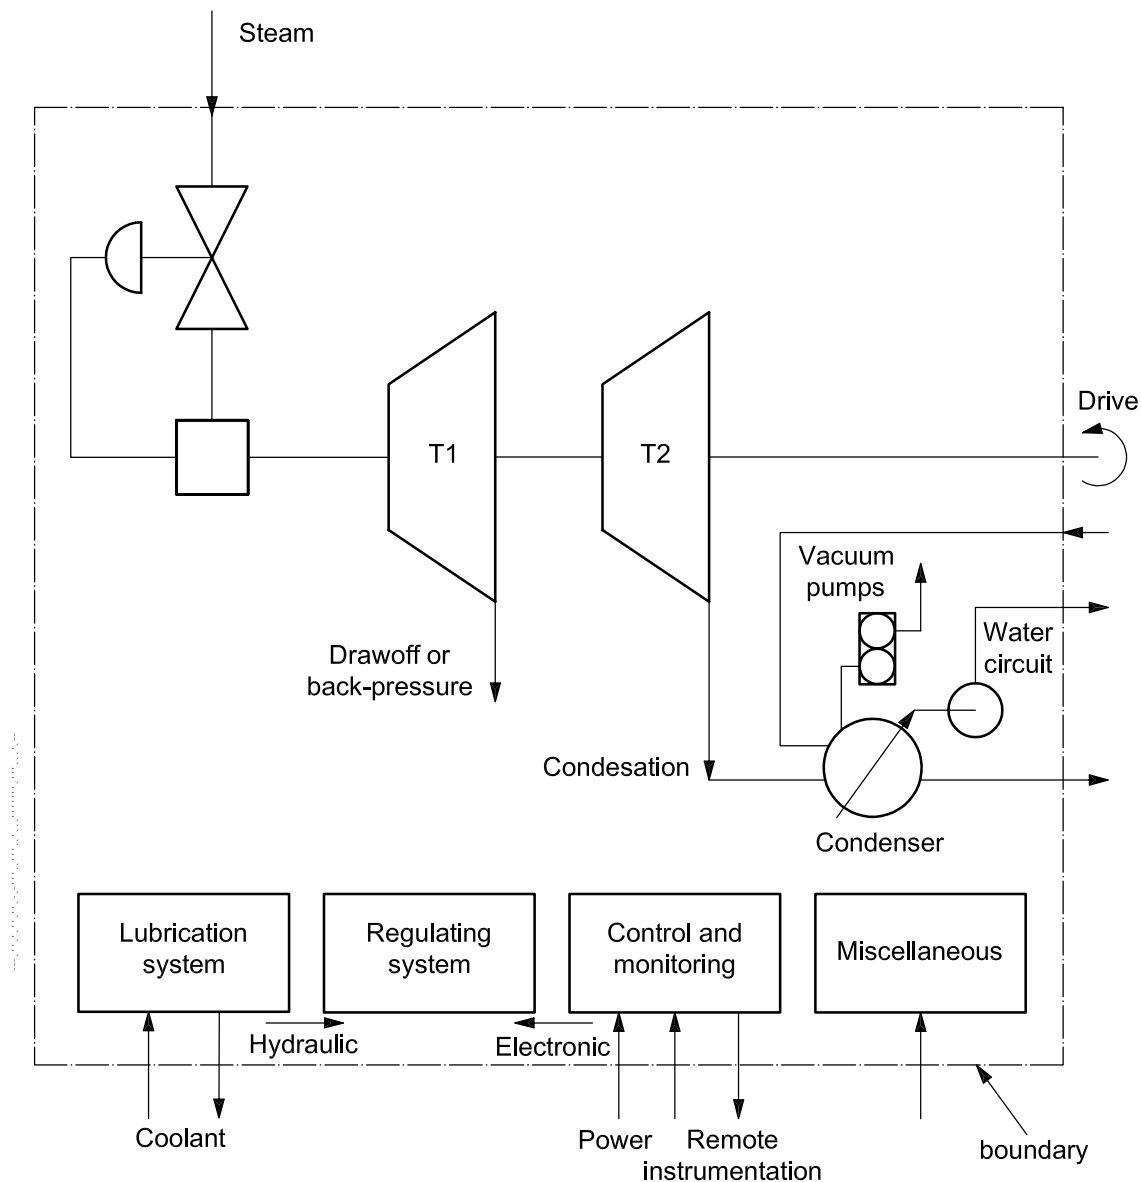 Steam
Drive
T1
T2
Vacuum
pumps
Water
circuit
Drawoff or
back-pressure
Condesation
Condenser
Lubrication
system
Regulating
system
Control and
monitoring
Miscellaneous
Hydraulic
Electronic
Coolant
Power
Remote
instrumentation
boundary